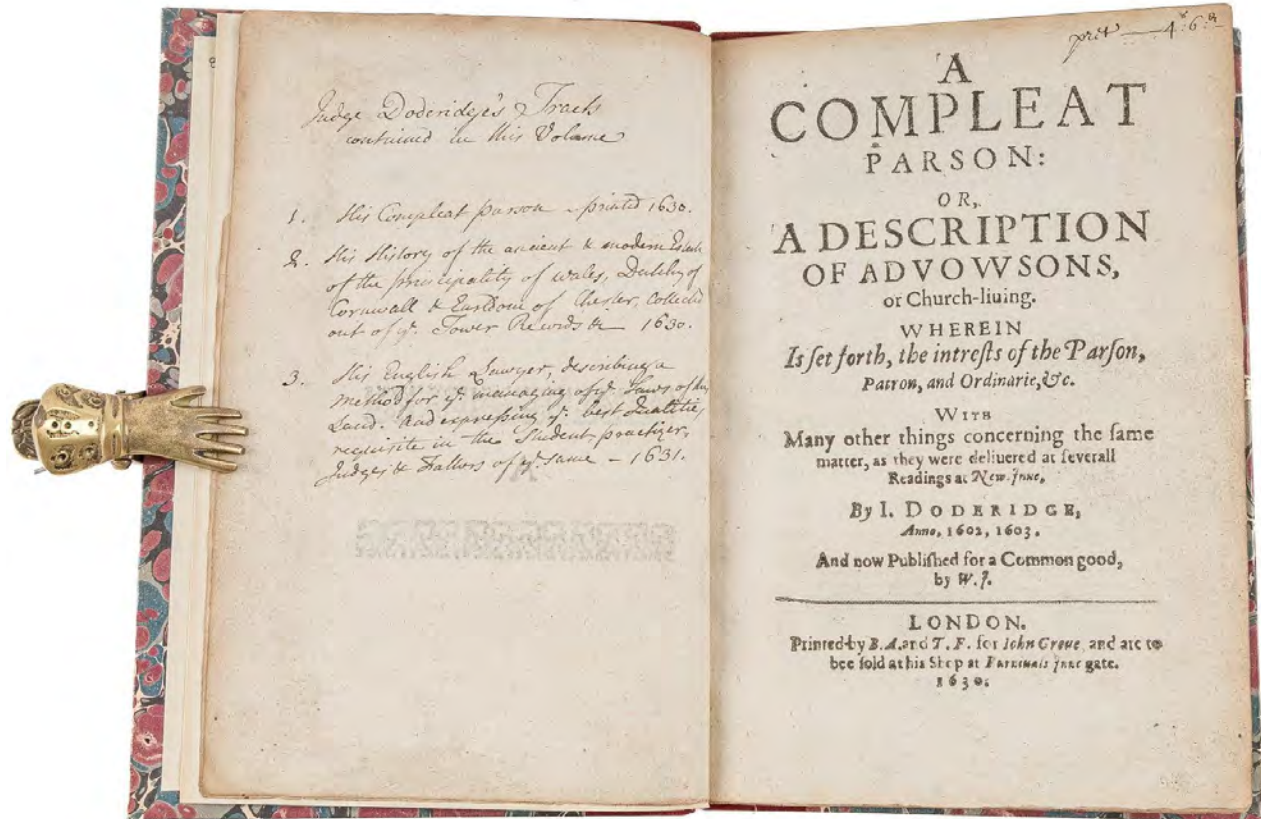 Judge Doderidge's Tracts
contained in this Volume
1. His Compleat parson – printed 1630.
2. His History of the ancient & modern Estate
of the principality of wales, Dutchy of
Cornwall & Earldome of Chester, collected
out of yᵉ. Tower Records &c – 1630.
3. His English Lawyer, describing a
method for yᵉ. managing of yᵉ. Laws of this
Land. And expressing yᵉ. best Qualities
requisite in the Student-practizer,
Judges & Fathers of yᵉ. same – 1631.
pret — 4ˢ: 6ᵈ
A
COMPLEAT
PARSON:
OR,
A DESCRIPTION
OF ADVOVVSONS,
or Church-liuing.
WHEREIN
Is ſet forth, the intreſts of the Parſon,
Patron, and Ordinarie, &c.
WITH
Many other things concerning the ſame
matter, as they were deliuered at ſeverall
Readings at New-Inne,
By I. DODERIDGE,
Anno, 1602, 1603.
And now Publiſhed for a Common good,
by W. J.
LONDON.
Printed by B. A. and T. F. for Iohn Groue, and are to
bee ſold at his Shop at Furniuals Inne gate.
1630.